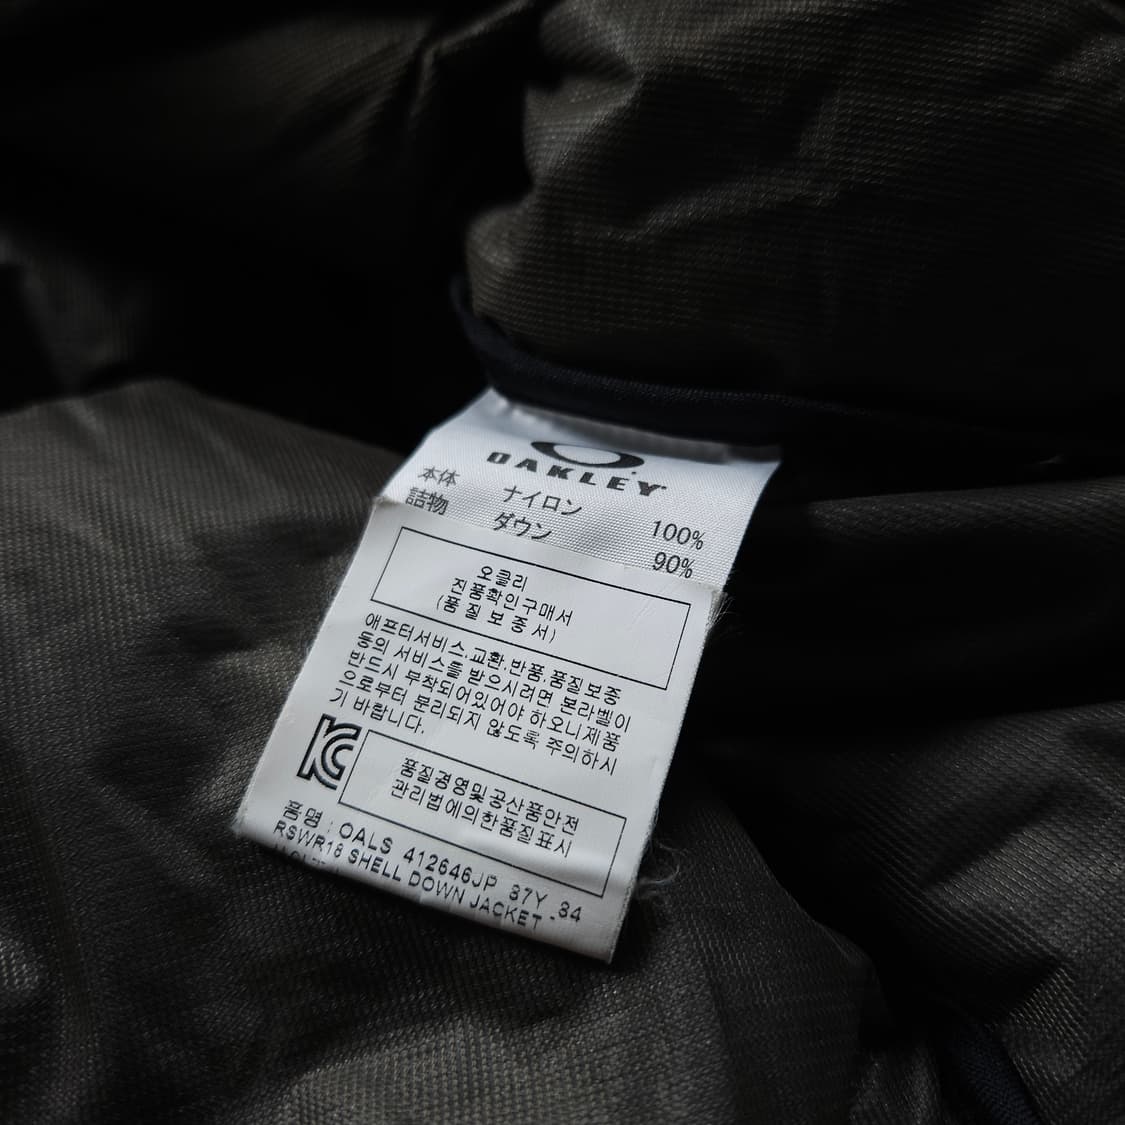 OAKLEY
本体 ナイロン 100%
詰物 ダウン 90%
오클리
진품확인구매서
(품질보증서)
애프터서비스.교환.반품.품질보증
등의 서비스를 받으시려면 본라벨이
반드시 부착되어있어야 하오니제품
으로부터 분리되지 않도록 주의하시
기 바랍니다.
품질경영및공산품안전
관리법에의한품질표시
품명 : OALS 412646JP 87Y 34
RSWR18 SHELL DOWN JACKET -